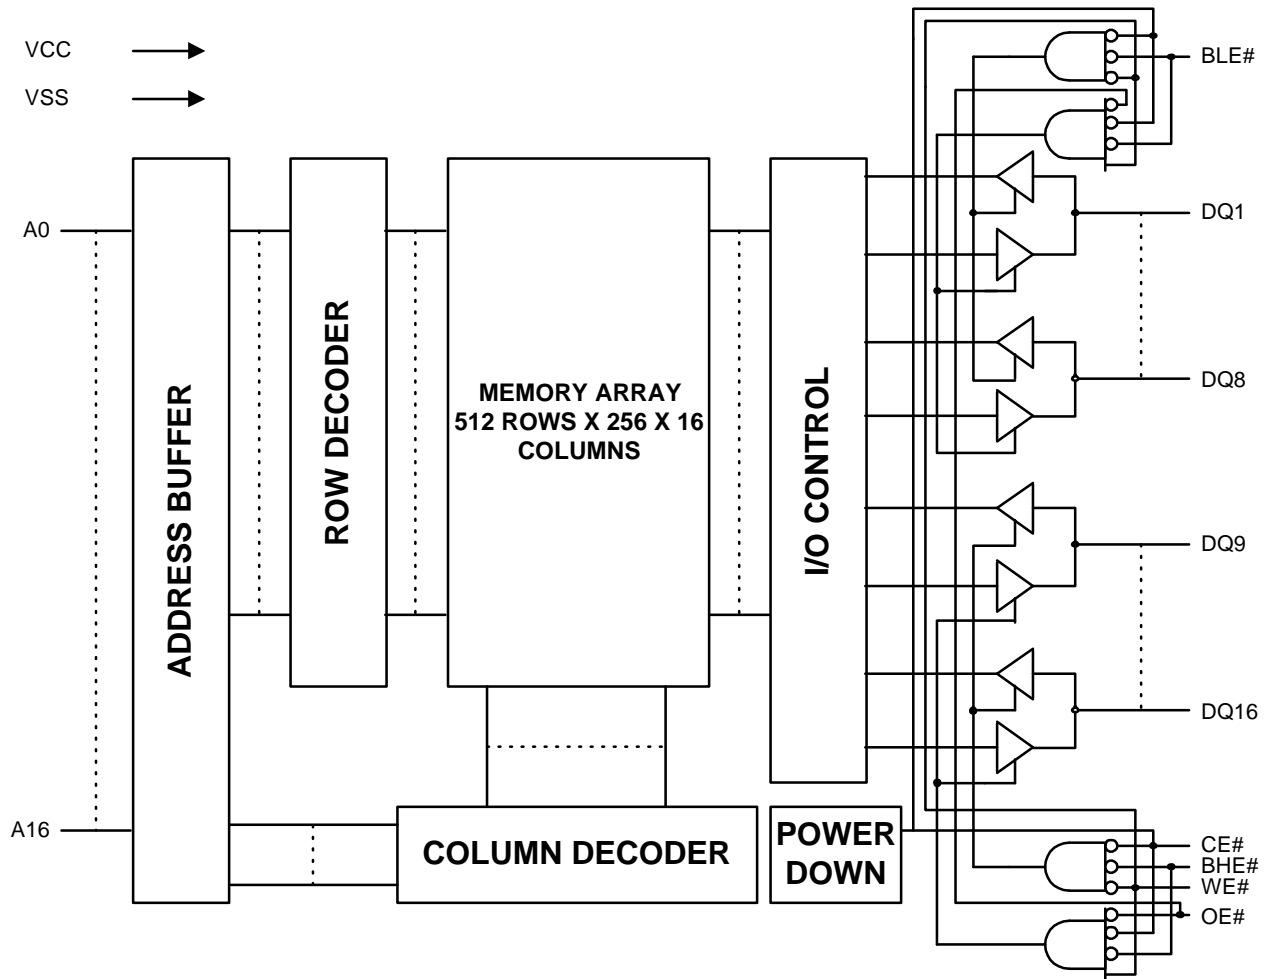 VCC
VSS
BLE#
A0
DQ1
ADDRESS BUFFER
ROW DECODER
MEMORY ARRAY
512 ROWS X 256 X 16
COLUMNS
I/O CONTROL
DQ8
DQ9
DQ16
A16
COLUMN DECODER
POWER
DOWN
CE#
BHE#
WE#
OE#